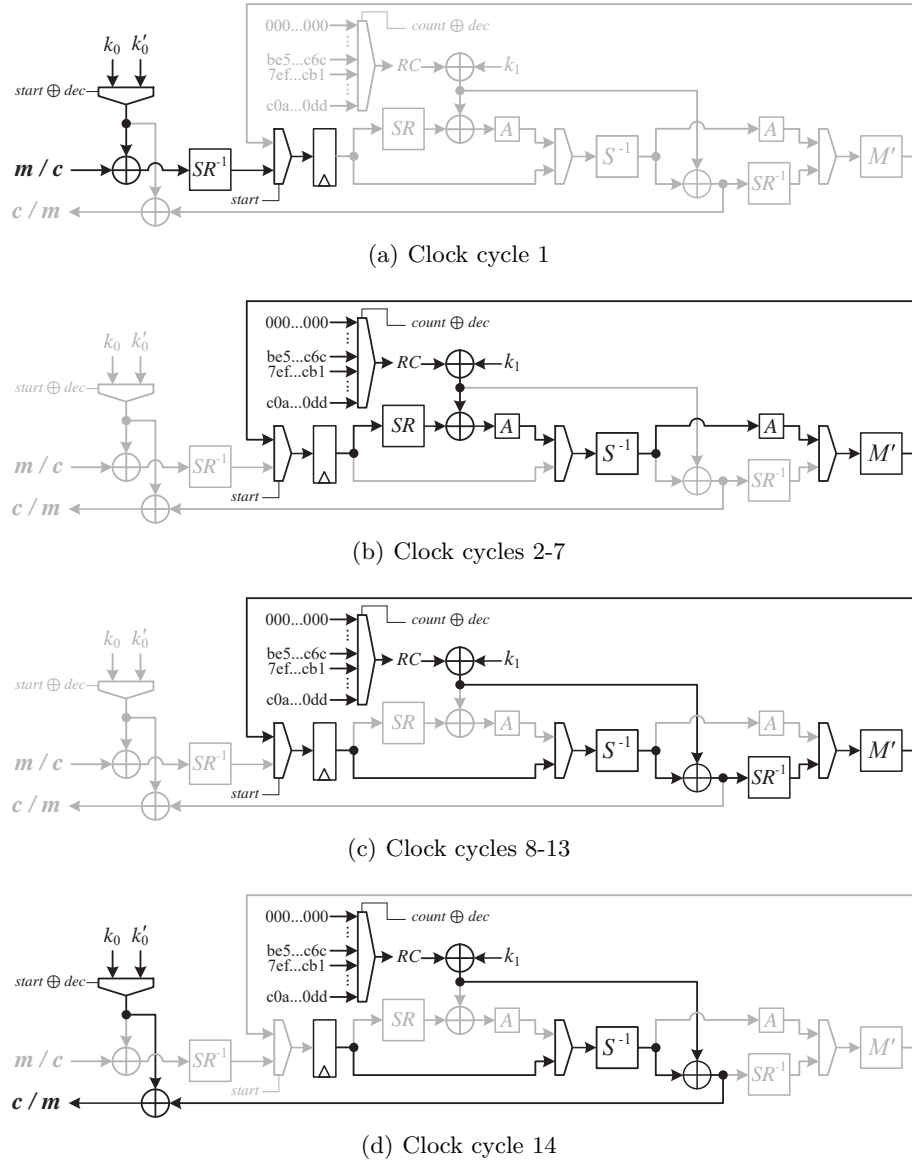 000...000
count ⊕ dec
k₀ k′₀
be5...c6c
7ef...cb1
RC
k₁
start ⊕ dec
c0a...0dd
SR
A
S⁻¹
A
M′
m / c
SR⁻¹
SR⁻¹
start
c / m
(a) Clock cycle 1
000...000
count ⊕ dec
k₀ k′₀
be5...c6c
7ef...cb1
RC
k₁
start ⊕ dec
c0a...0dd
SR
A
S⁻¹
A
M′
m / c
SR⁻¹
SR⁻¹
start
c / m
(b) Clock cycles 2-7
000...000
count ⊕ dec
k₀ k′₀
be5...c6c
7ef...cb1
RC
k₁
start ⊕ dec
c0a...0dd
SR
A
S⁻¹
A
M′
m / c
SR⁻¹
SR⁻¹
start
c / m
(c) Clock cycles 8-13
000...000
count ⊕ dec
k₀ k′₀
be5...c6c
7ef...cb1
RC
k₁
start ⊕ dec
c0a...0dd
SR
A
S⁻¹
A
M′
m / c
SR⁻¹
SR⁻¹
start
c / m
(d) Clock cycle 14